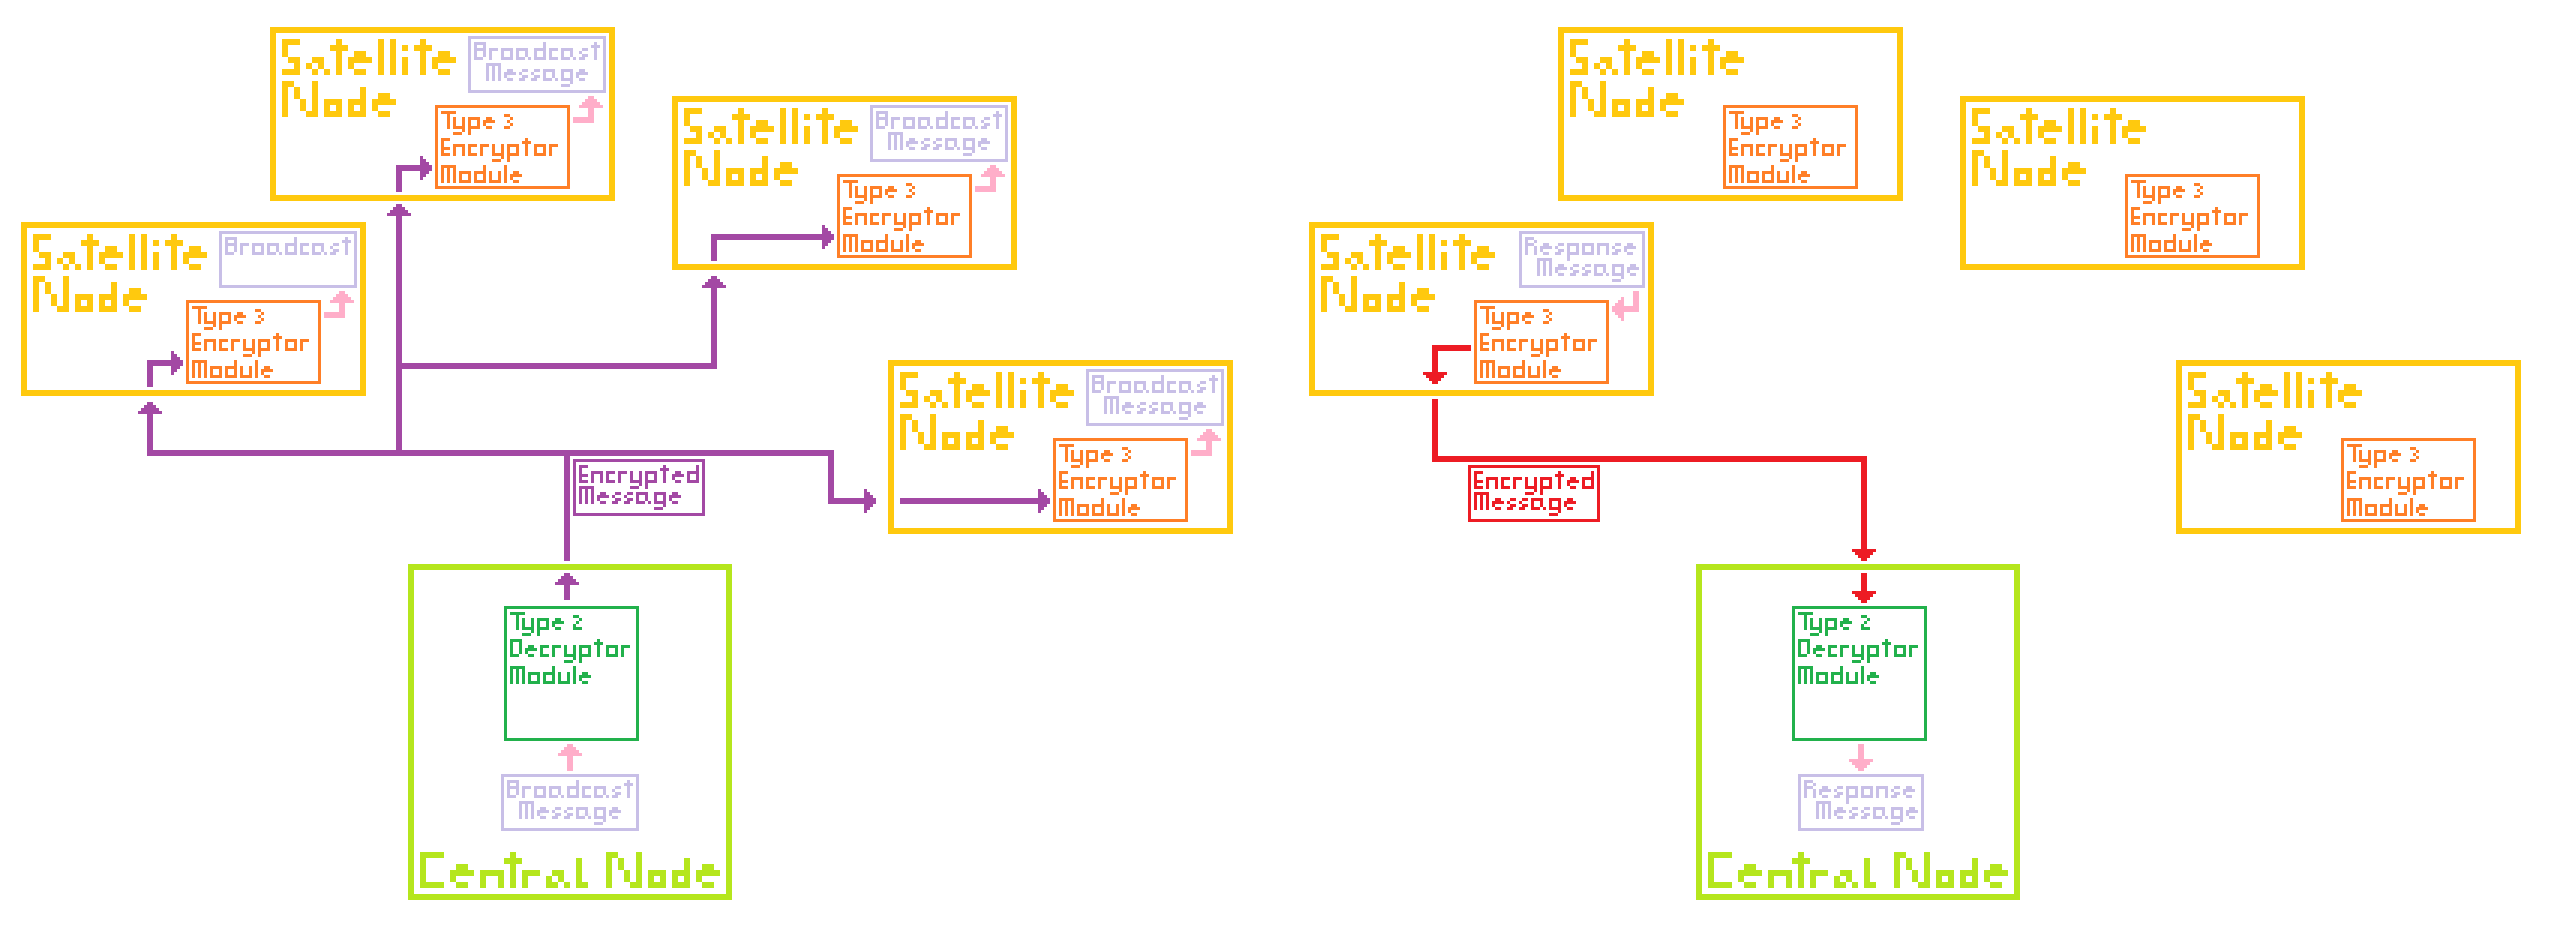 Satellite
Node
Broadcast
Message
Type 3
Encryptor
Module
Satellite
Node
Broadcast
Message
Type 3
Encryptor
Module
Satellite
Node
Broadcast
Type 3
Encryptor
Module
Satellite
Node
Broadcast
Message
Type 3
Encryptor
Module
Encrypted
Message
Type 2
Decryptor
Module
Broadcast
Message
Central Node
Satellite
Node
Type 3
Encryptor
Module
Satellite
Node
Type 3
Encryptor
Module
Satellite
Node
Response
Message
Type 3
Encryptor
Module
Satellite
Node
Type 3
Encryptor
Module
Encrypted
Message
Type 2
Decryptor
Module
Response
Message
Central Node